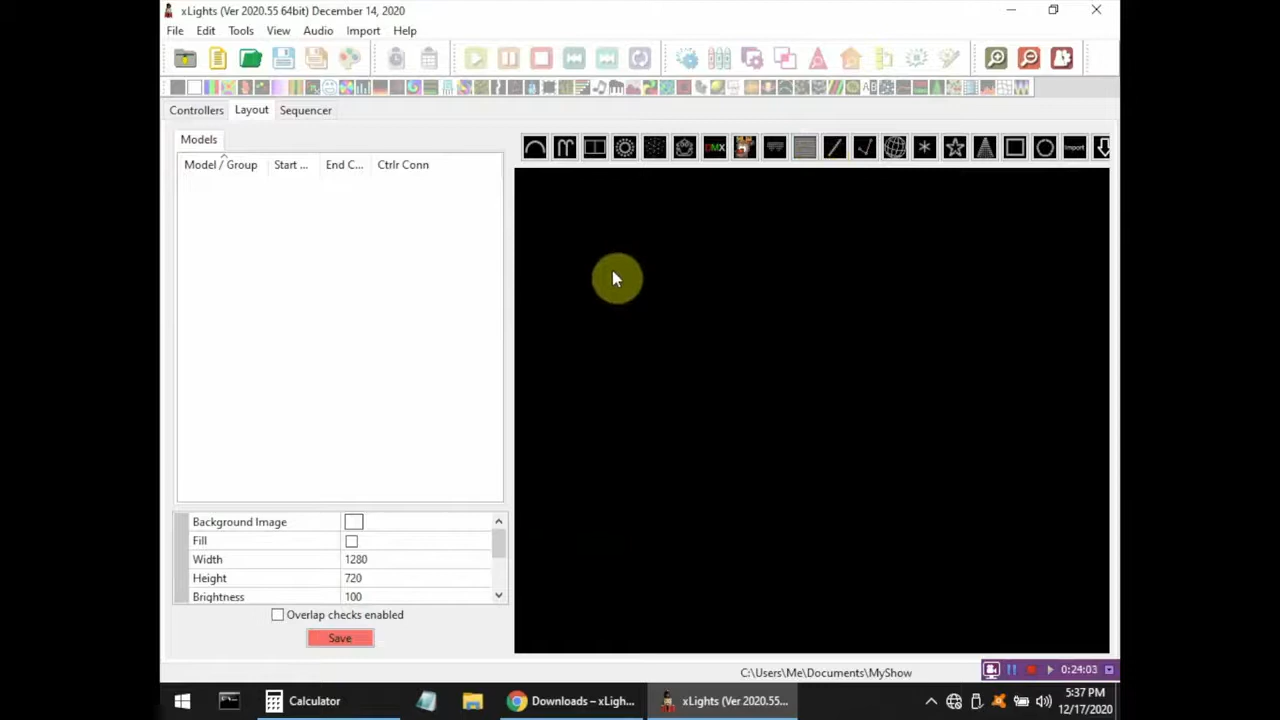 xLights (Ver 2020.55 64bit) December 14, 2020
File Edit Tools View Audio Import Help
Controllers Layout Sequencer
Models
DMX
Import
Model / Group Start ... End C... Ctrlr Conn
Background Image
Fill
Width 1280
Height 720
Brightness 100
Overlap checks enabled
Save
C:\Users\Me\Documents\MyShow
0:24:03
Calculator
Downloads – xLigh...
xLights (Ver 2020.55...
5:37 PM
12/17/2020